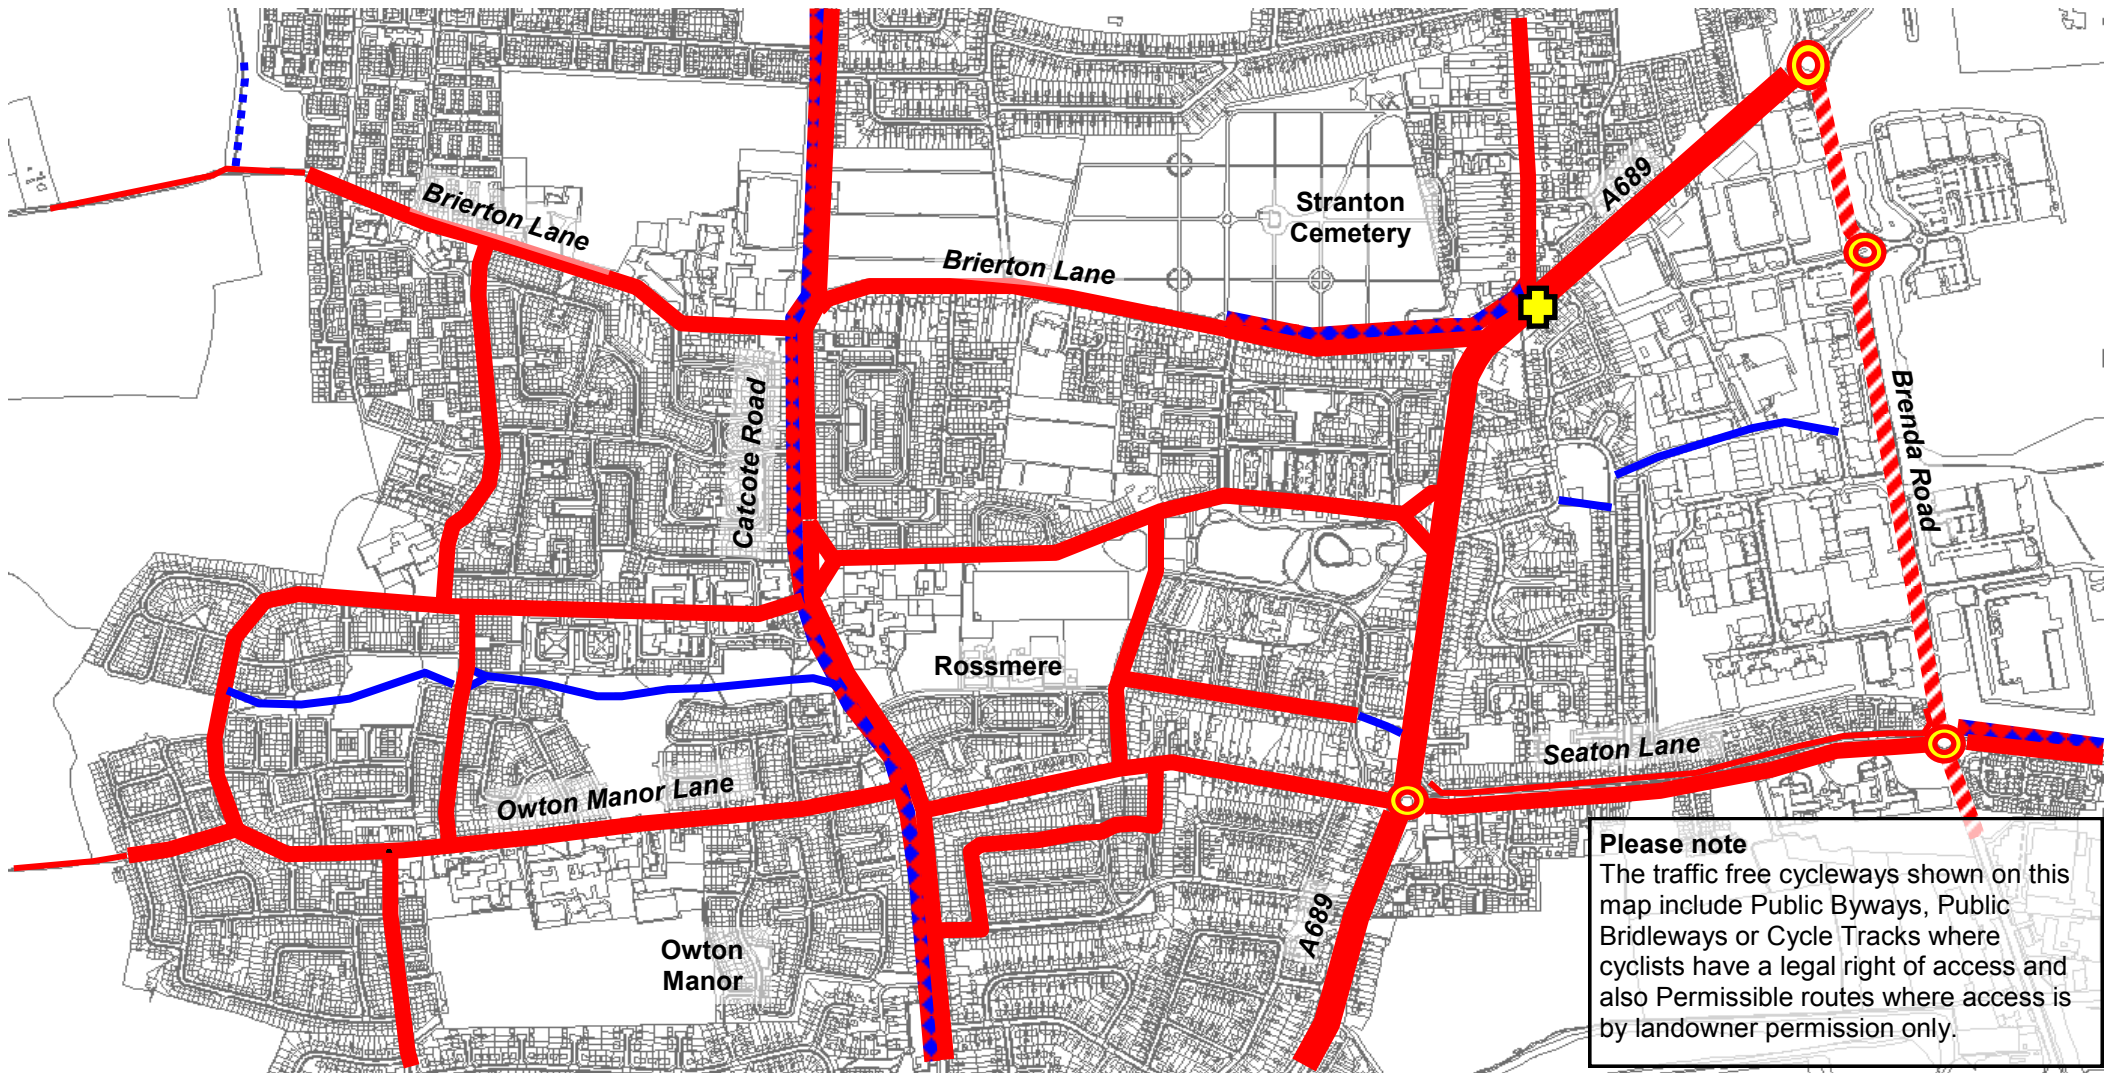 A689
Stranton
Cemetery
Brierton Lane
Brierton Lane
Catcote Road
Brenda Road
Rossmere
Seaton Lane
Owton Manor Lane
A689
Owton
Manor
Please note
The traffic free cycleways shown on this
map include Public Byways, Public
Bridleways or Cycle Tracks where
cyclists have a legal right of access and
also Permissible routes where access is
by landowner permission only.